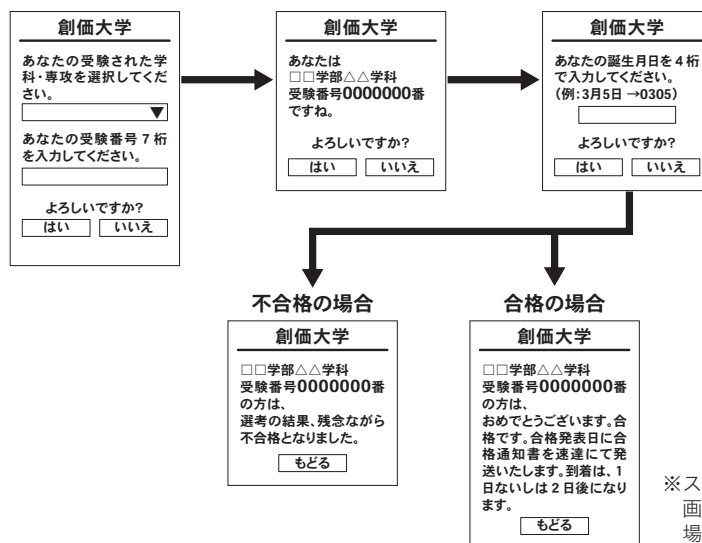 創価大学
あなたの受験された学
科・専攻を選択してくだ
さい。
▼
あなたの受験番号7桁
を入力してください。
よろしいですか?
はい いいえ
創価大学
あなたは
□□学部△△学科
受験番号0000000番
ですね。
よろしいですか?
はい いいえ
創価大学
あなたの誕生月日を4桁
で入力してください。
(例:3月5日→0305)
よろしいですか?
はい いいえ
不合格の場合
創価大学
□□学部△△学科
受験番号0000000番
の方は、
選考の結果、残念ながら
不合格となりました。
もどる
合格の場合
創価大学
□□学部△△学科
受験番号0000000番
の方は、
おめでとうございます。合
格です。合格発表日に合
格通知書を速達にて発
送いたします。到着は、1
日ないしは2日後になり
ます。
もどる
※ス
画
場